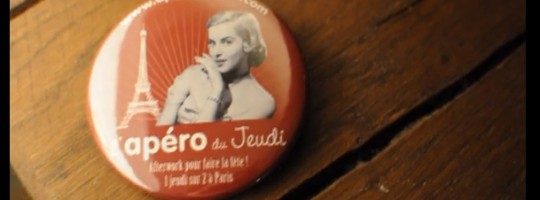 L'apéro du Jeudi
Afterwork pour faire la fête !
1 jeudi sur 2 à Paris